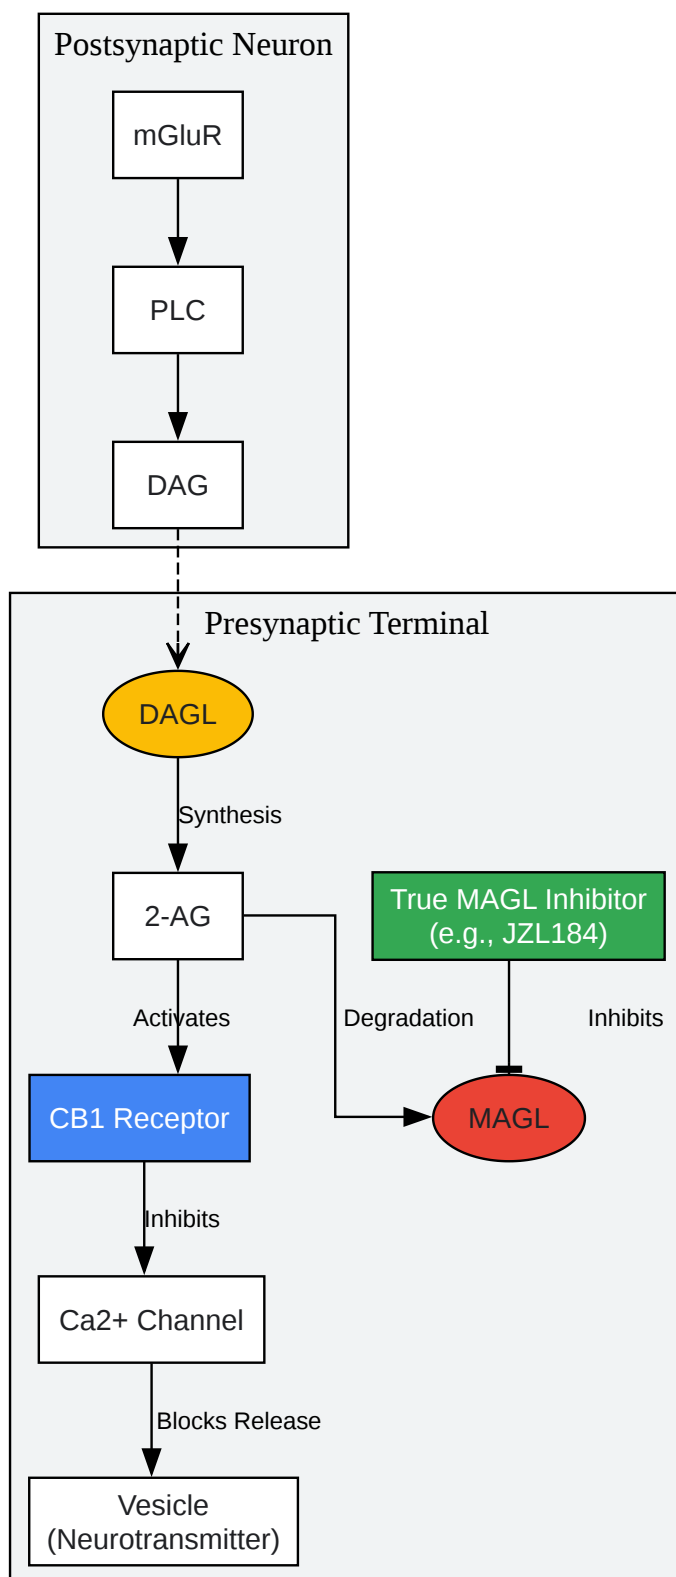 Postsynaptic Neuron
mGluR
PLC
DAG
Presynaptic Terminal
DAGL
Synthesis
2-AG
True MAGL Inhibitor
(e.g., JZL184)
Activates
Degradation
Inhibits
CB1 Receptor
MAGL
Inhibits
Ca2+ Channel
Blocks Release
Vesicle
(Neurotransmitter)